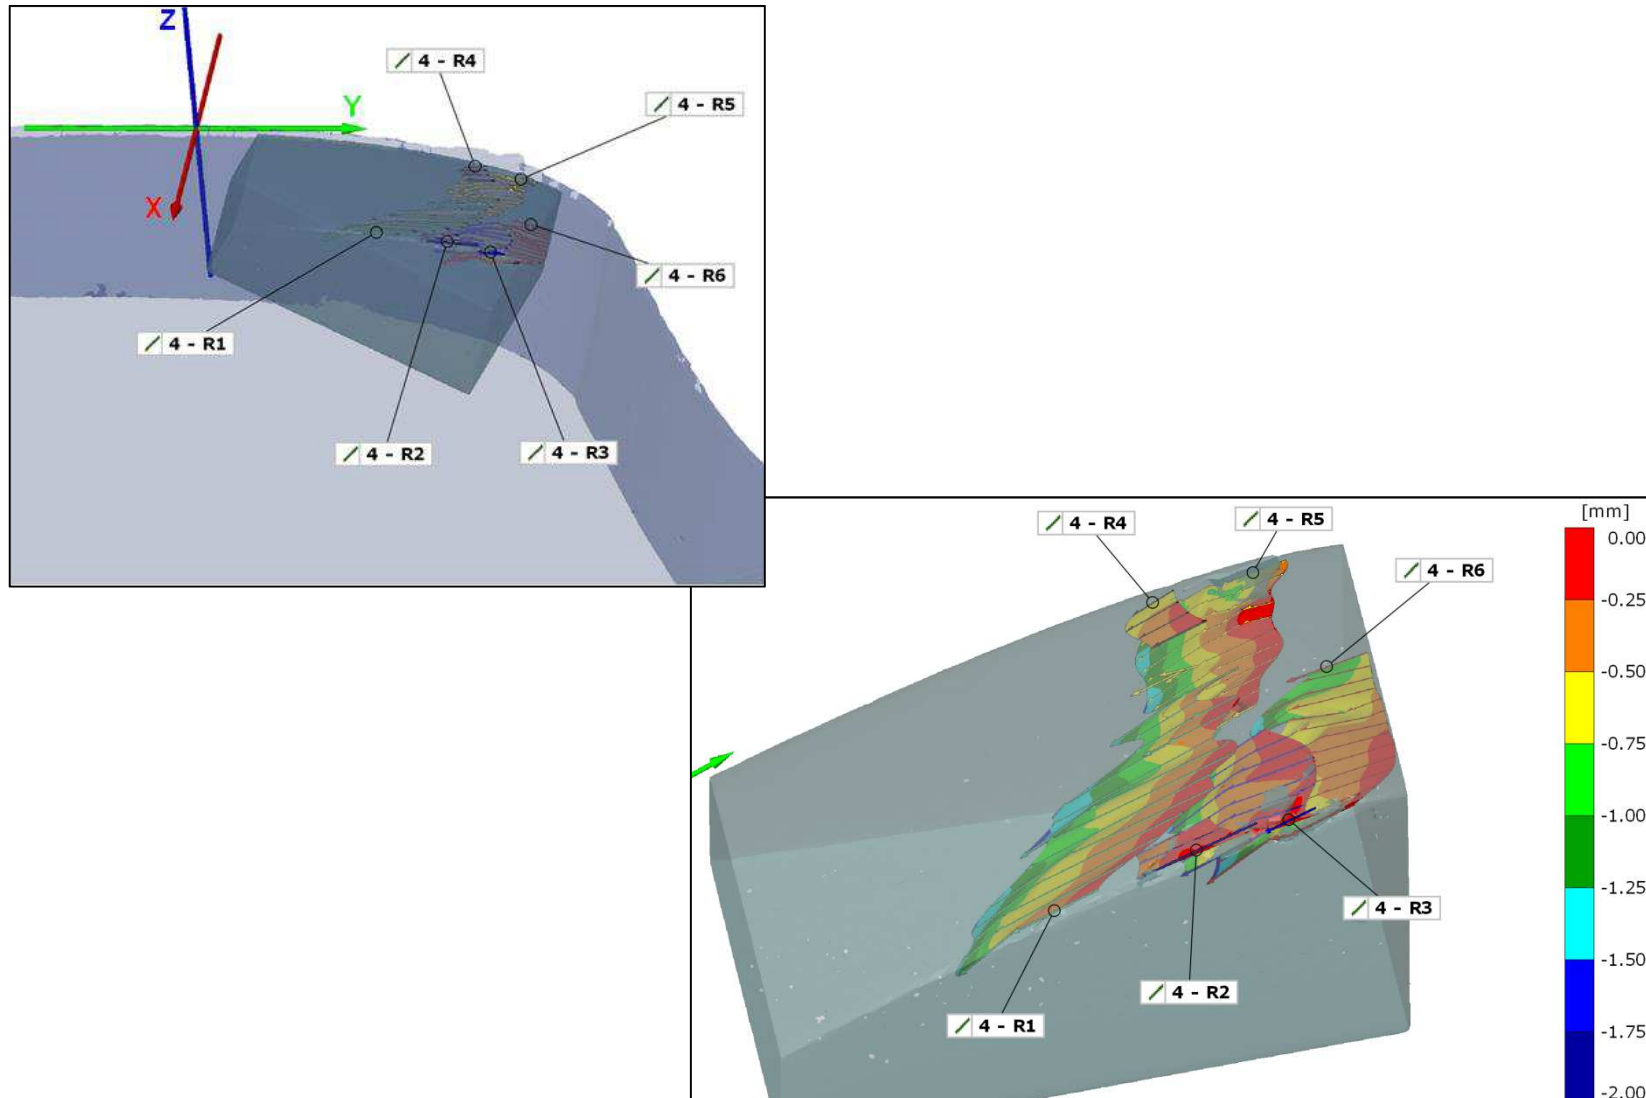 Z
4 - R4
4 - R5
Y
X
4 - R6
4 - R1
4 - R2
4 - R3
[mm]
4 - R4
4 - R5
0.00
4 - R6
-0.25
-0.50
-0.75
-1.00
-1.25
4 - R3
-1.50
4 - R2
4 - R1
-1.75
-2.00